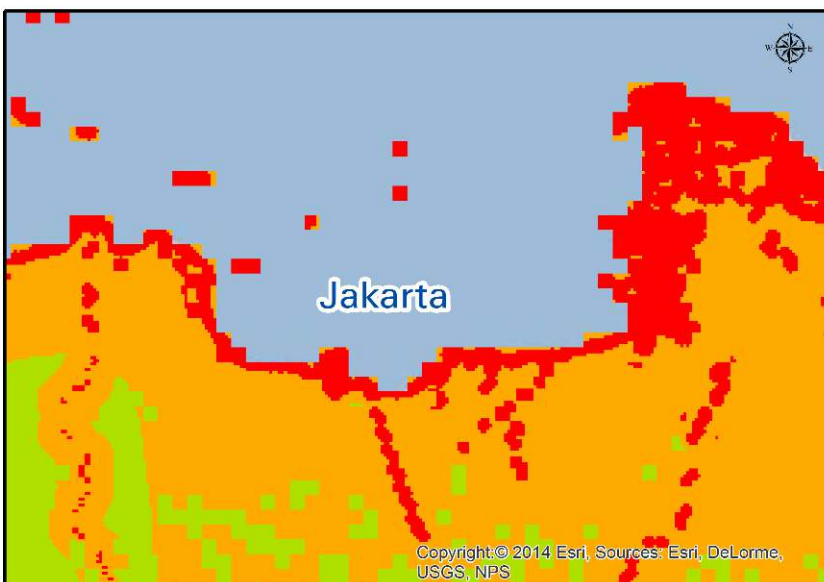 N
W E
S
Jakarta
Copyright:© 2014 Esri, Sources: Esri, DeLorme,
USGS, NPS